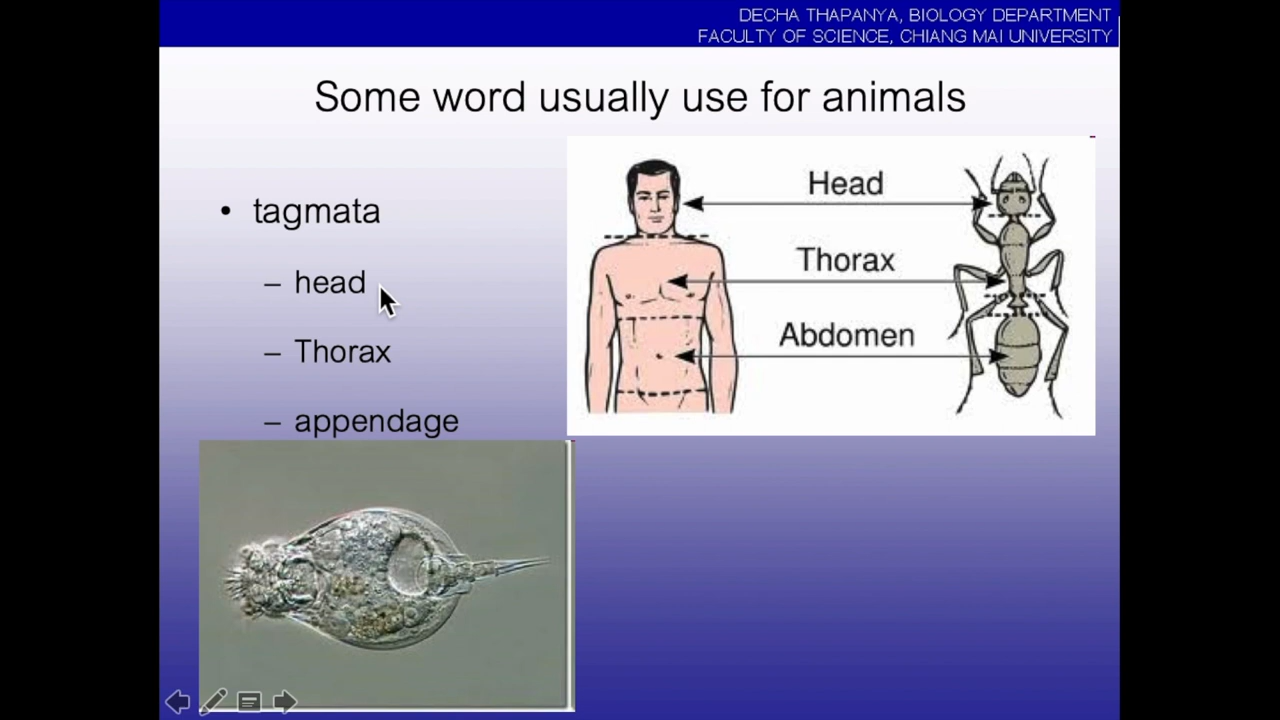 DECHA THAPANYA, BIOLOGY DEPARTMENT
FACULTY OF SCIENCE, CHIANG MAI UNIVERSITY
Some word usually use for animals
• tagmata
– head
– Thorax
– appendage
Head
Thorax
Abdomen